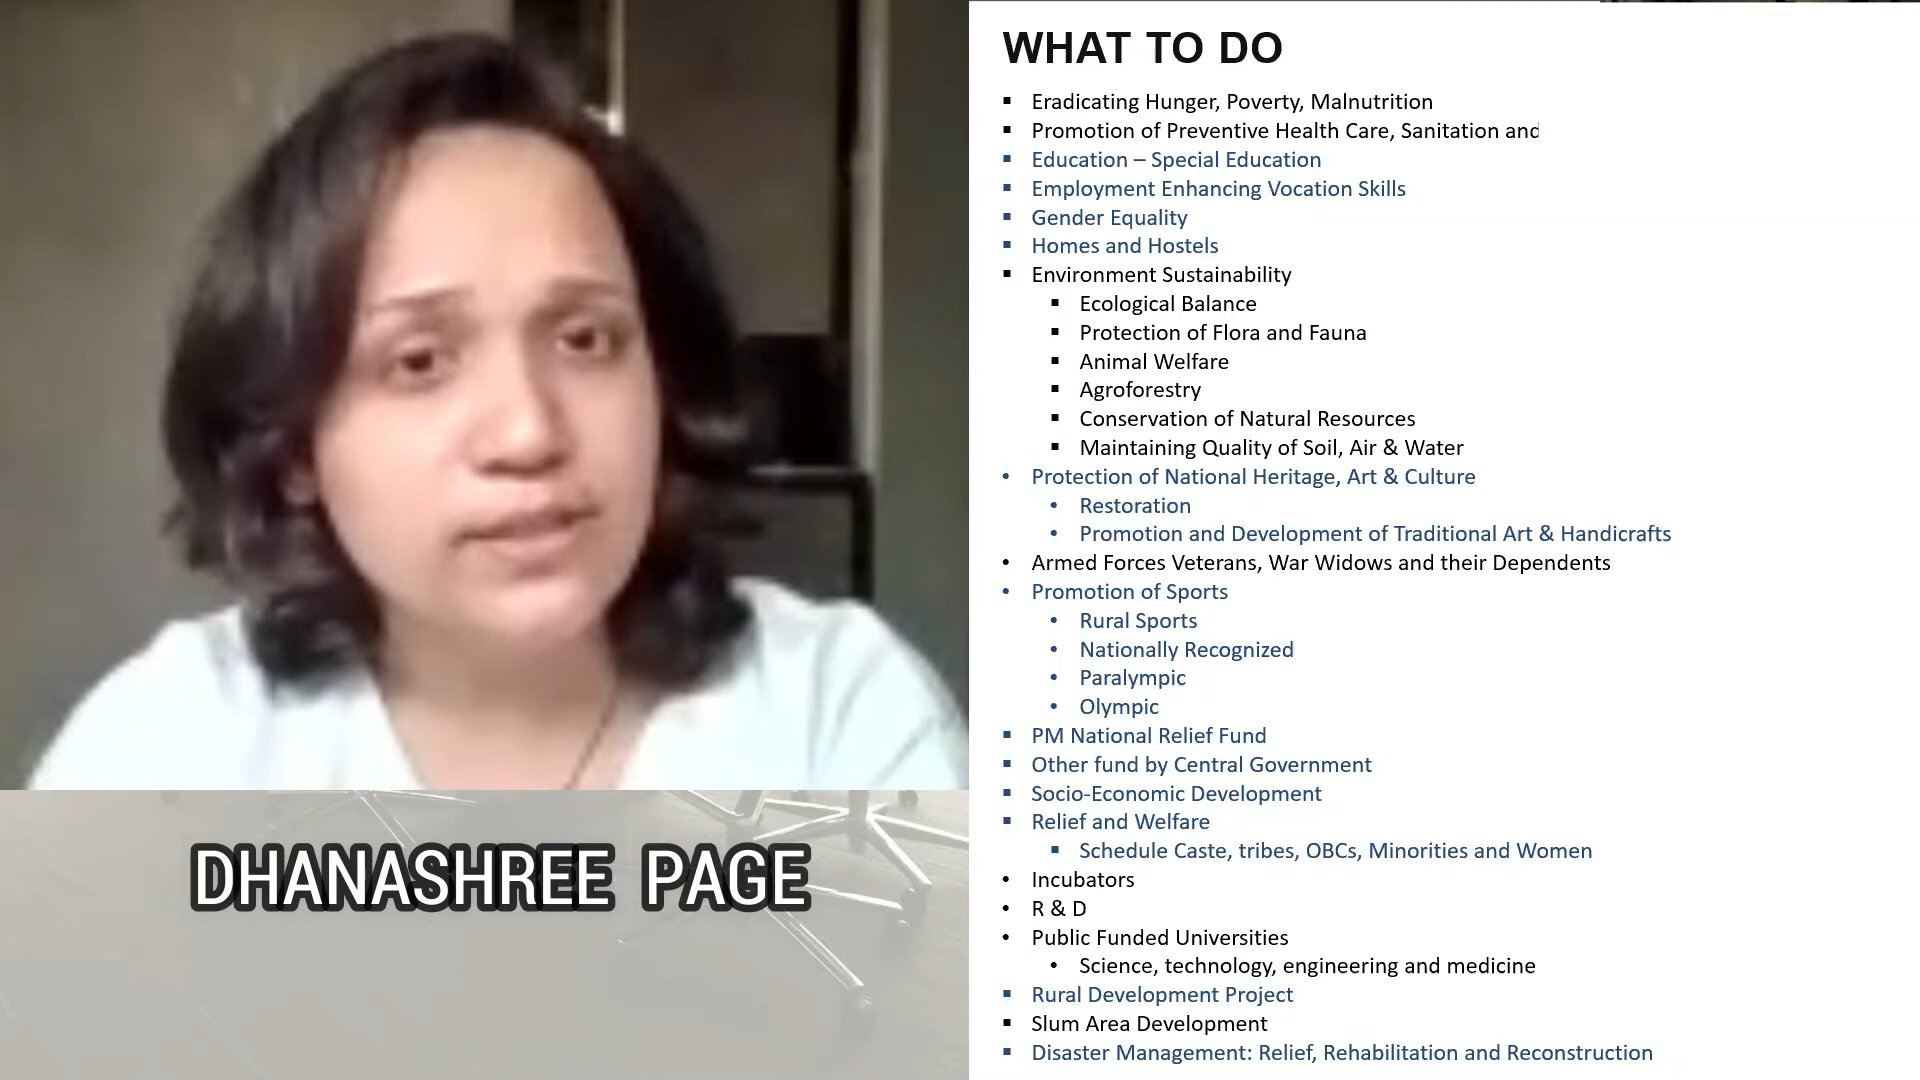 WHAT TO DO
Eradicating Hunger, Poverty, Malnutrition
Promotion of Preventive Health Care, Sanitation and
Education – Special Education
Employment Enhancing Vocation Skills
Gender Equality
Homes and Hostels
Environment Sustainability
Ecological Balance
Protection of Flora and Fauna
Animal Welfare
Agroforestry
Conservation of Natural Resources
Maintaining Quality of Soil, Air & Water
Protection of National Heritage, Art & Culture
Restoration
Promotion and Development of Traditional Art & Handicrafts
Armed Forces Veterans, War Widows and their Dependents
Promotion of Sports
Rural Sports
Nationally Recognized
Paralympic
Olympic
PM National Relief Fund
Other fund by Central Government
Socio-Economic Development
Relief and Welfare
Schedule Caste, tribes, OBCs, Minorities and Women
Incubators
R & D
Public Funded Universities
Science, technology, engineering and medicine
Rural Development Project
Slum Area Development
Disaster Management: Relief, Rehabilitation and Reconstruction
DHANASHREE PAGE